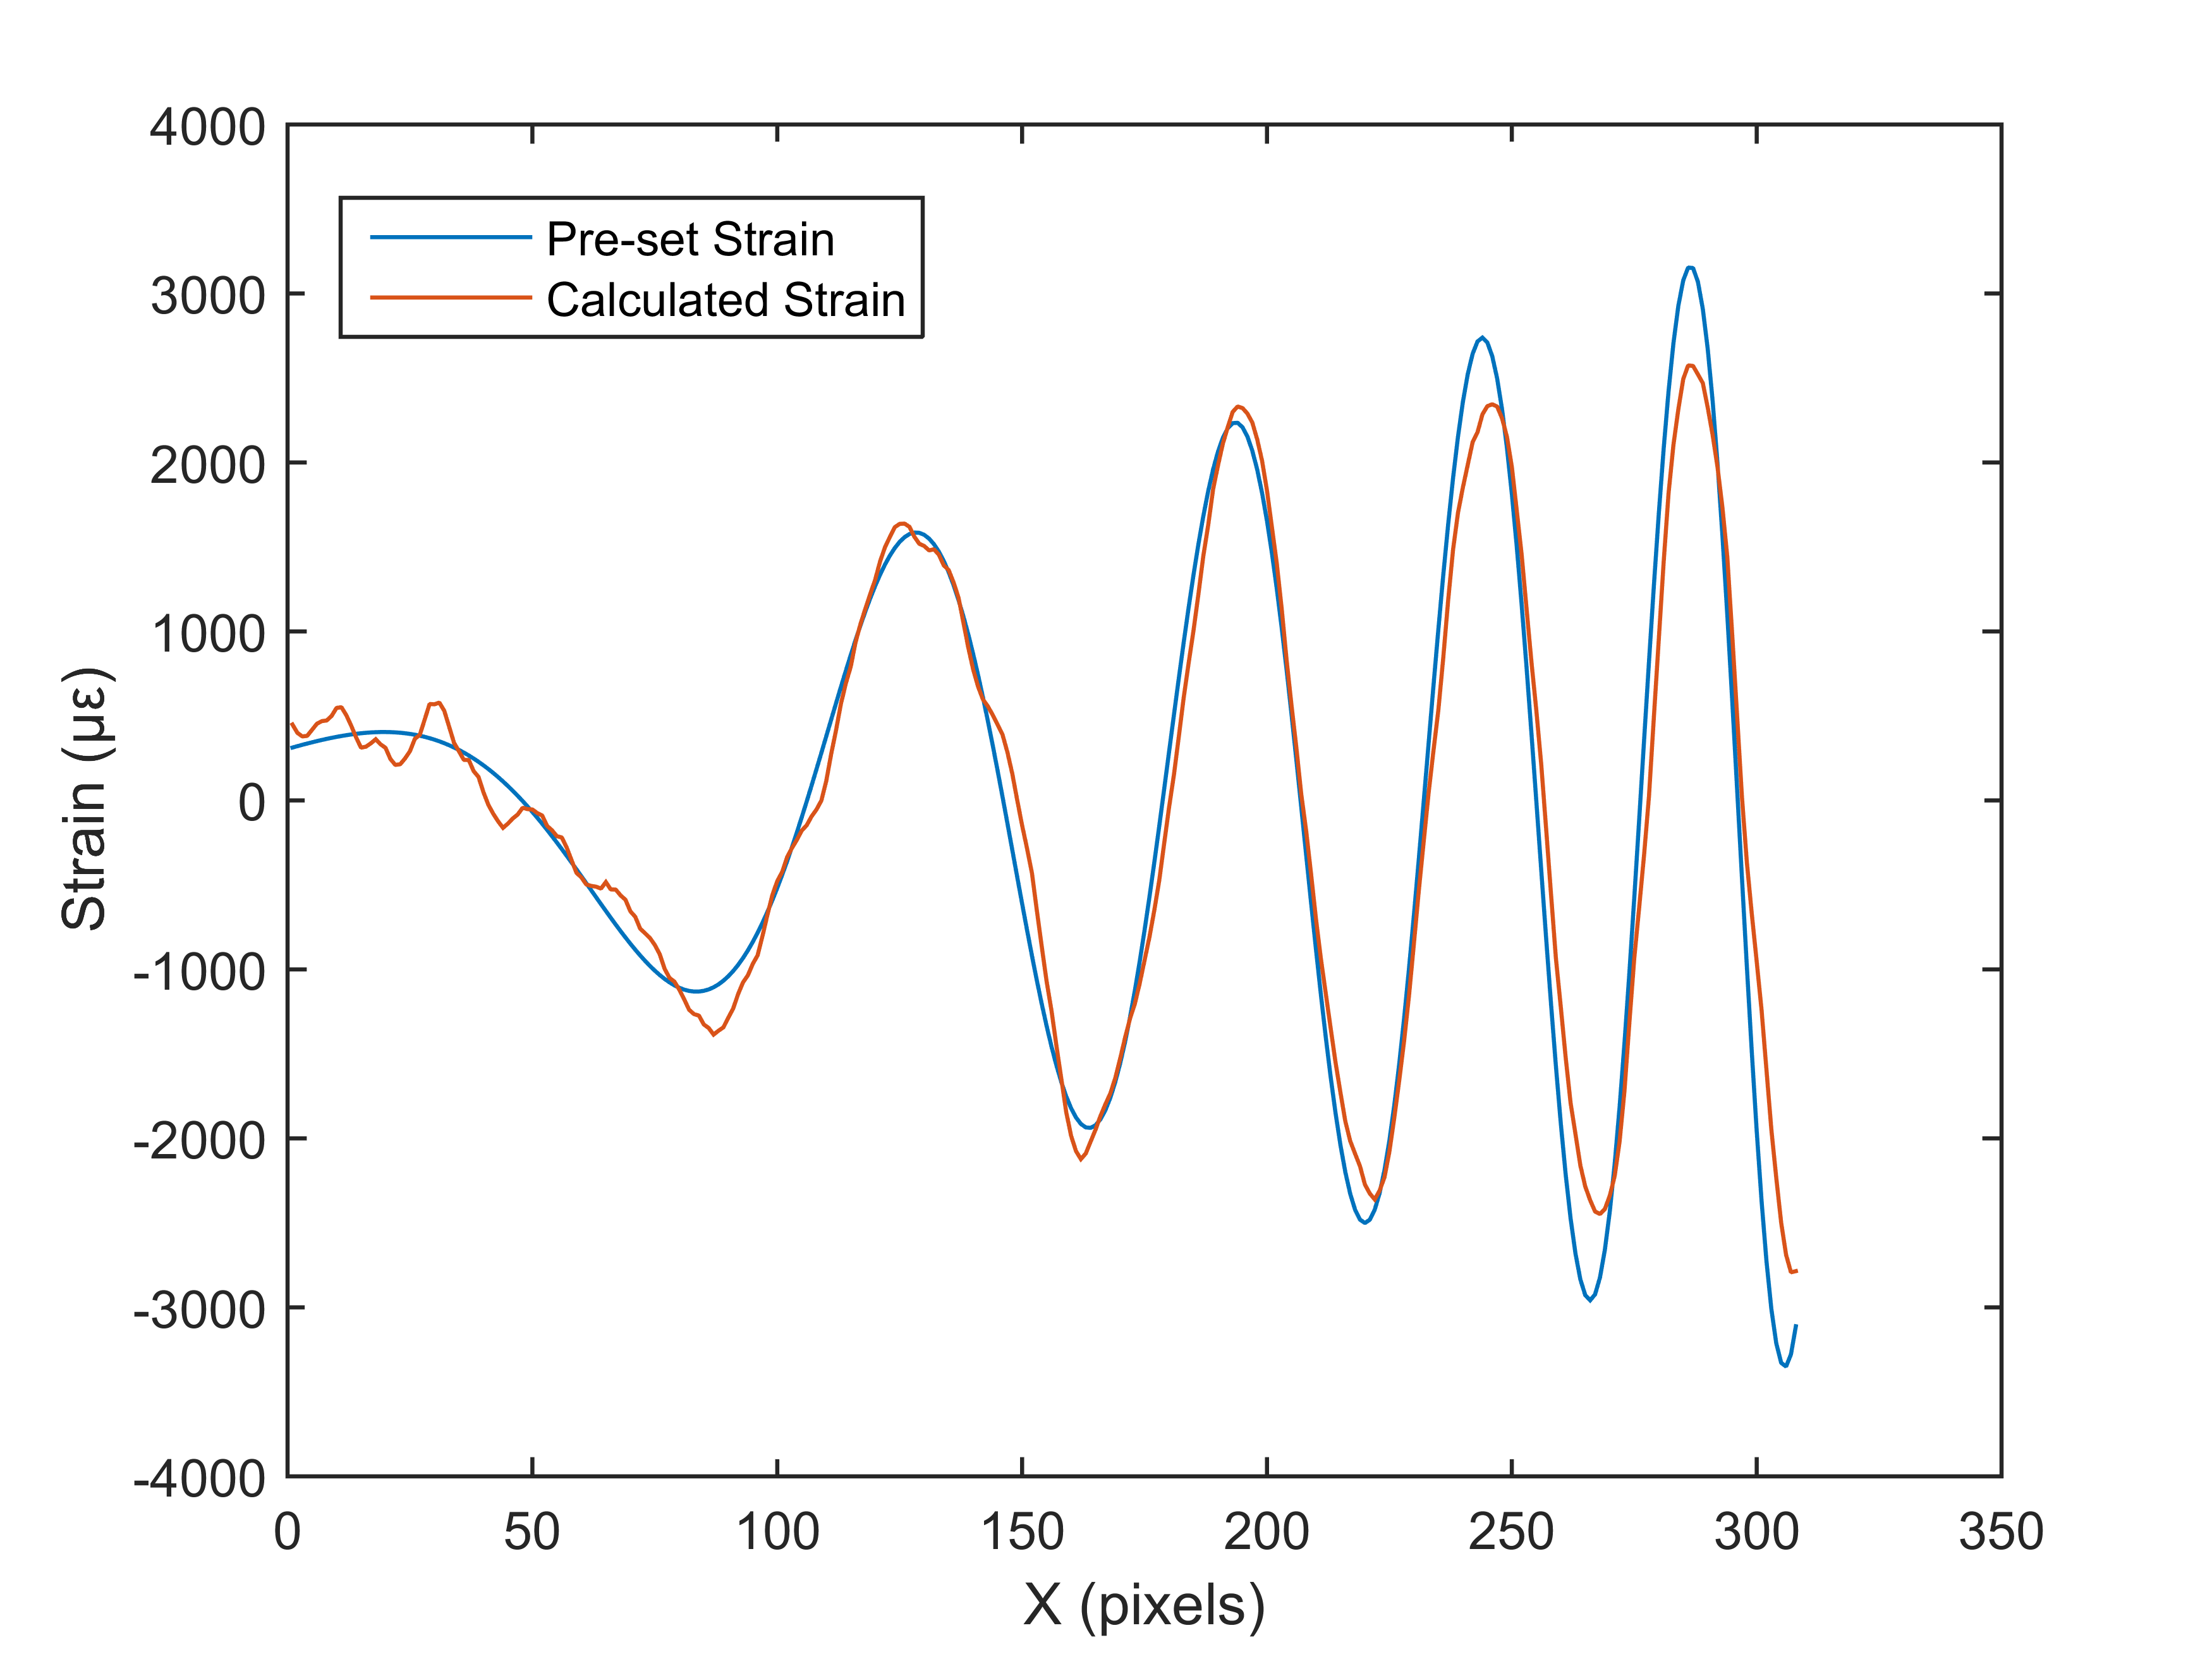 4000
3000
2000
1000
0
-1000
-2000
-3000
-4000
Strain (με)
Pre-set Strain
Calculated Strain
0 50 100 150 200 250 300 350
X (pixels)